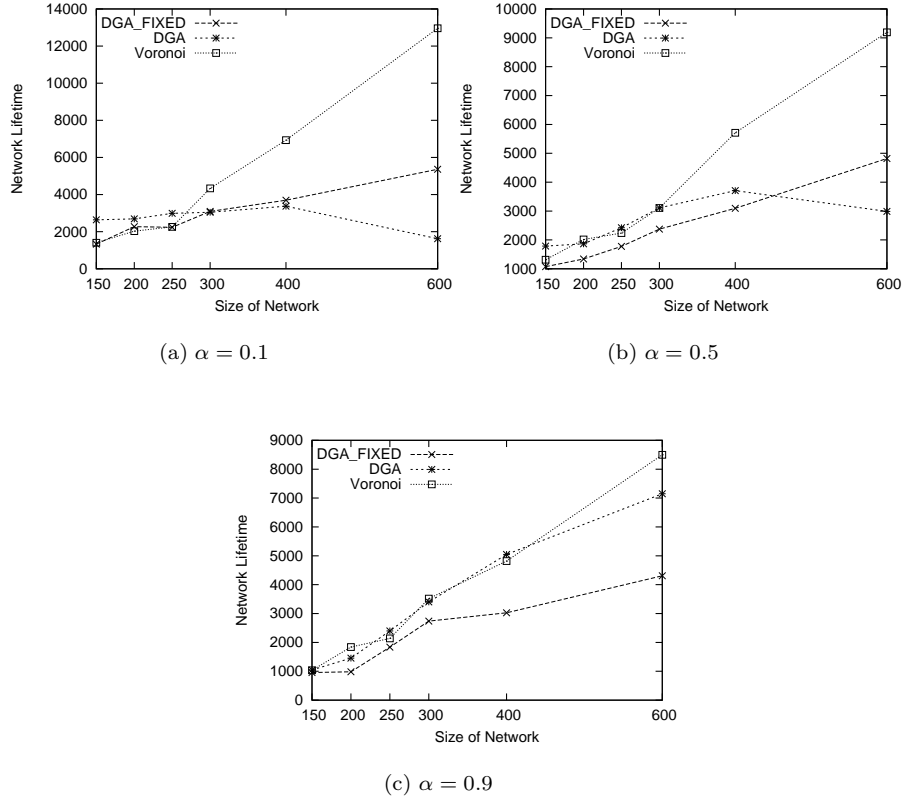 14000
12000
10000
8000
6000
4000
2000
0
Network Lifetime
DGA_FIXED
DGA
Voronoi
150 200 250 300 400 600
Size of Network
(a) α = 0.1
10000
9000
8000
7000
6000
5000
4000
3000
2000
1000
Network Lifetime
DGA_FIXED
DGA
Voronoi
150 200 250 300 400 600
Size of Network
(b) α = 0.5
9000
8000
7000
6000
5000
4000
3000
2000
1000
0
Network Lifetime
DGA_FIXED
DGA
Voronoi
150 200 250 300 400 600
Size of Network
(c) α = 0.9